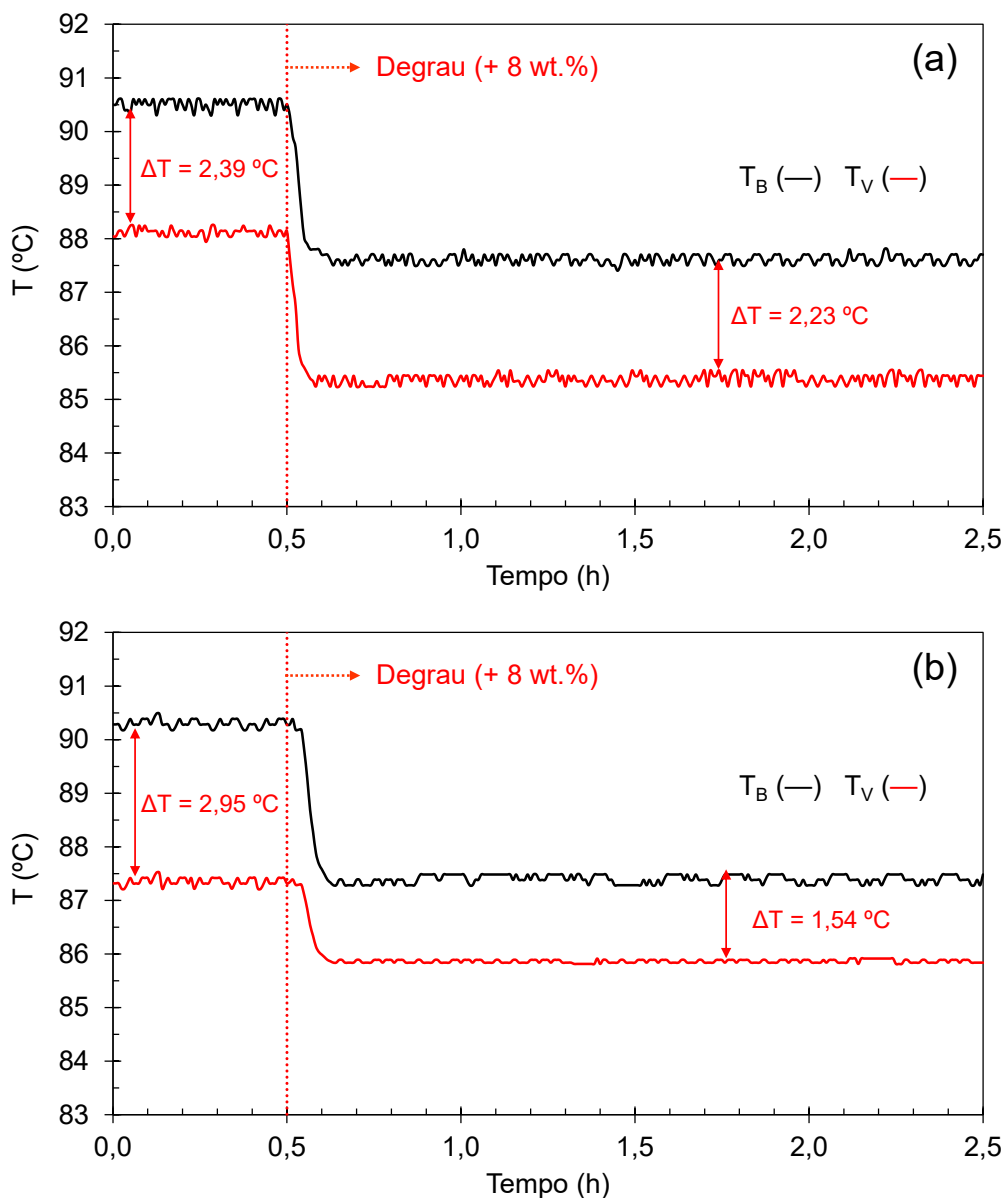 92
91
90
89
88
87
86
85
84
83
T (ºC)
(a)
Degrau (+ 8 wt.%)
ΔT = 2,39 ºC
T_B (—) T_V (—)
ΔT = 2,23 ºC
0,0 0,5 1,0 1,5 2,0 2,5
Tempo (h)
92
91
90
89
88
87
86
85
84
83
T (ºC)
(b)
Degrau (+ 8 wt.%)
ΔT = 2,95 ºC
T_B (—) T_V (—)
ΔT = 1,54 ºC
0,0 0,5 1,0 1,5 2,0 2,5
Tempo (h)